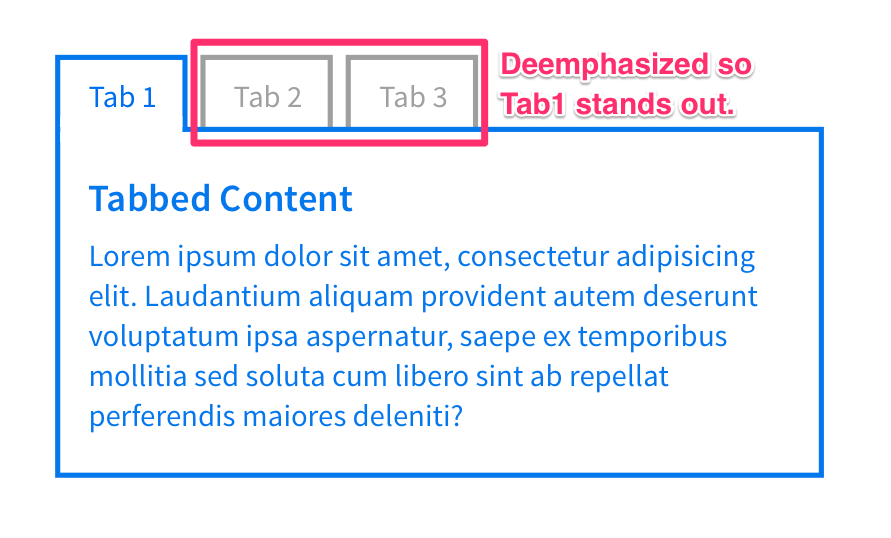 Tab 1
Tab 2
Tab 3
Deemphasized so
Tab1 stands out.
Tabbed Content
Lorem ipsum dolor sit amet, consectetur adipisicing
elit. Laudantium aliquam provident autem deserunt
voluptatum ipsa aspernatur, saepe ex temporibus
mollitia sed soluta cum libero sint ab repellat
perferendis maiores deleniti?